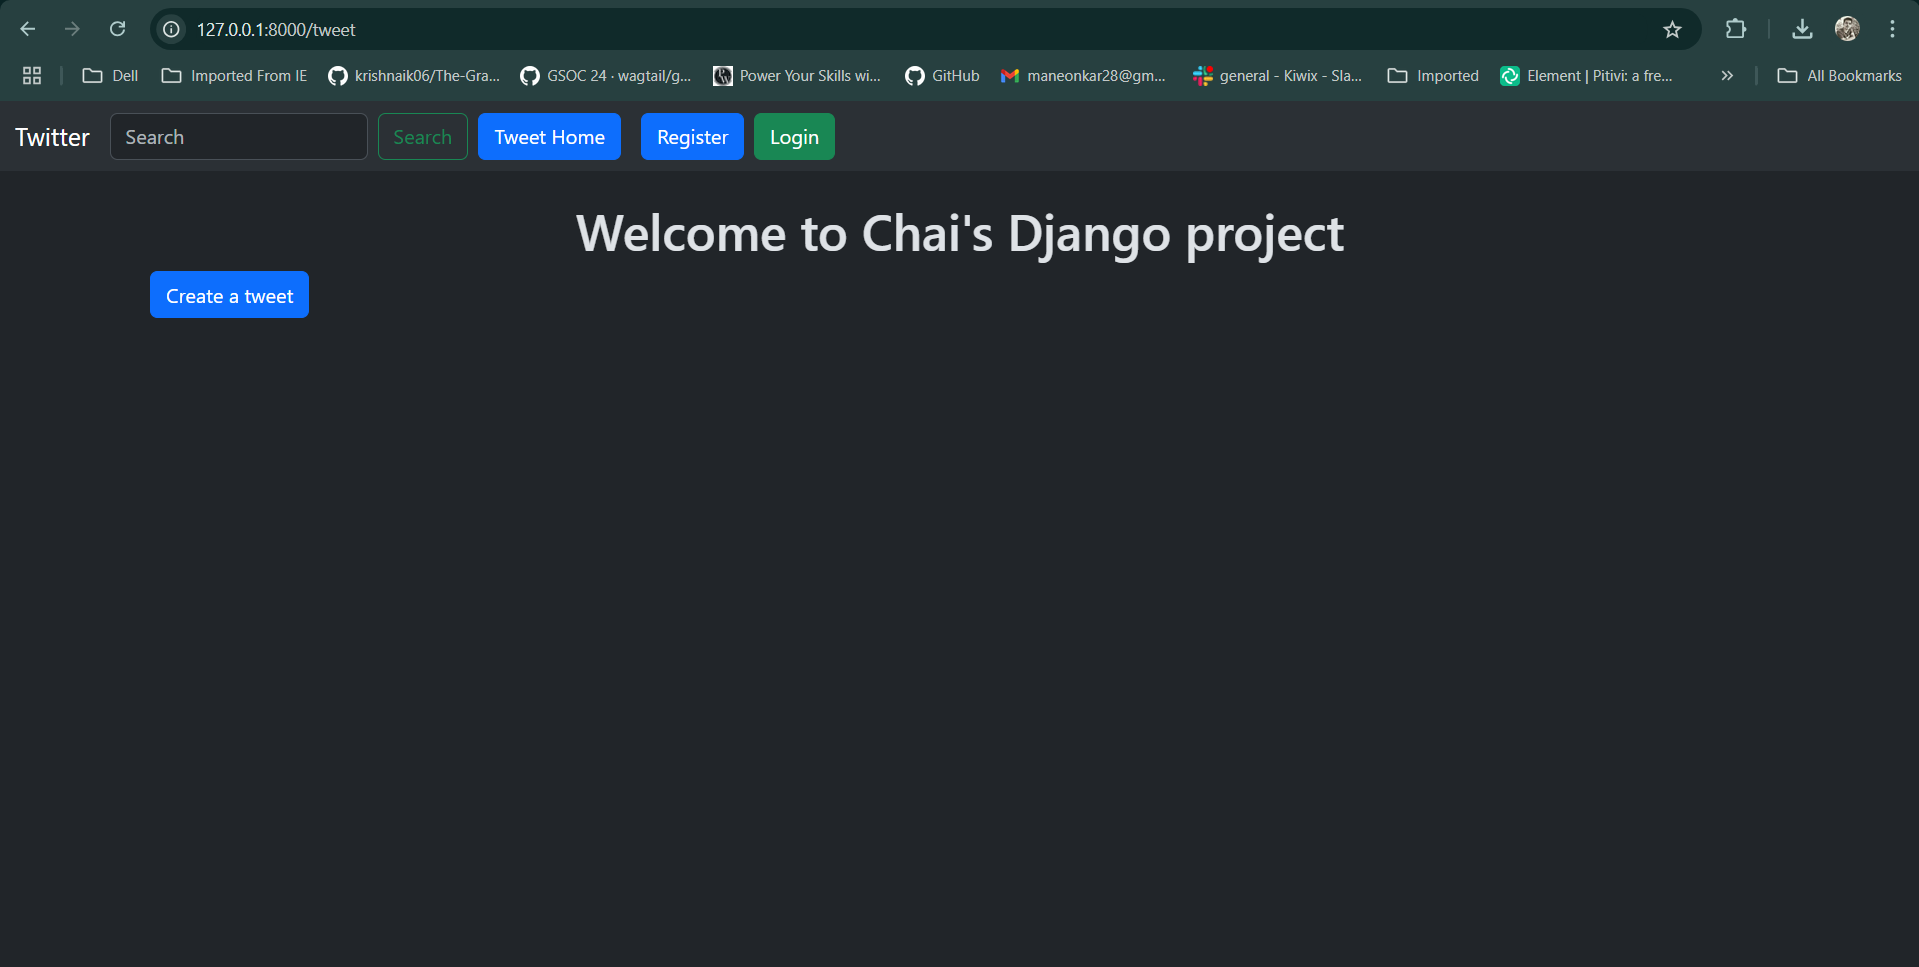 127.0.0.1:8000/tweet
Dell Imported From IE krishnaik06/The-Gra... GSOC 24 · wagtail/g... Power Your Skills wi... GitHub maneonkar28@gm... general - Kiwix - Sla... Imported Element | Pitivi: a fre... » All Bookmarks
Twitter Search Search Tweet Home Register Login
Welcome to Chai's Django project
Create a tweet